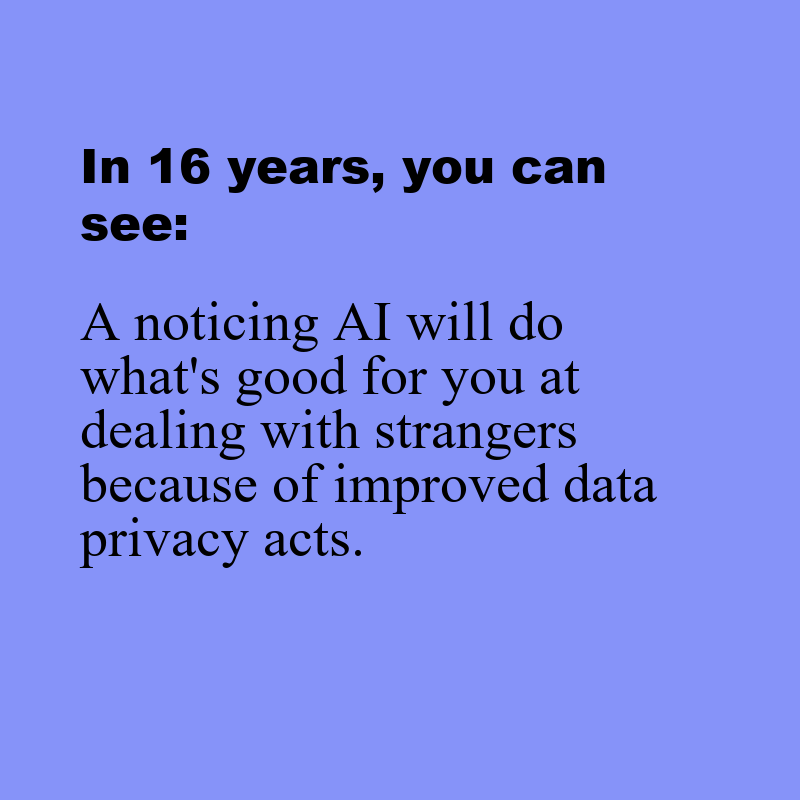 In 16 years, you can
see:
A noticing AI will do
what's good for you at
dealing with strangers
because of improved data
privacy acts.